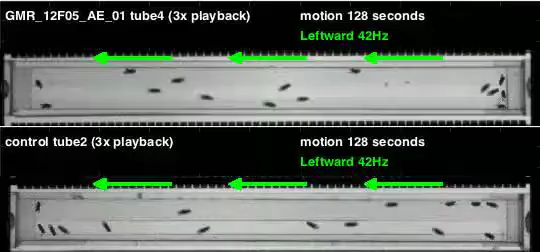 GMR_12F05_AE_01 tube4 (3x playback) motion 128 seconds
Leftward 42Hz
control tube2 (3x playback) motion 128 seconds
Leftward 42Hz